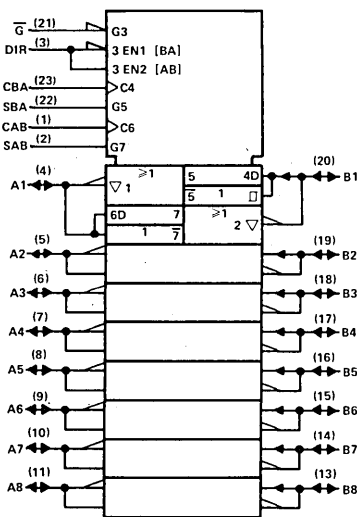 G̅ (21) G3
DIR (3) 3 EN1 [BA]
3 EN2 [AB]
CBA (23) C4
SBA (22) G5
CAB (1) C6
SAB (2) G7
A1 (4) ≥1 ▽ 1 5 4D (20) B1
5̅ 1
6D 7 ≥1
1 7̅ 2 ▽
A2 (5) (19) B2
A3 (6) (18) B3
A4 (7) (17) B4
A5 (8) (16) B5
A6 (9) (15) B6
A7 (10) (14) B7
A8 (11) (13) B8